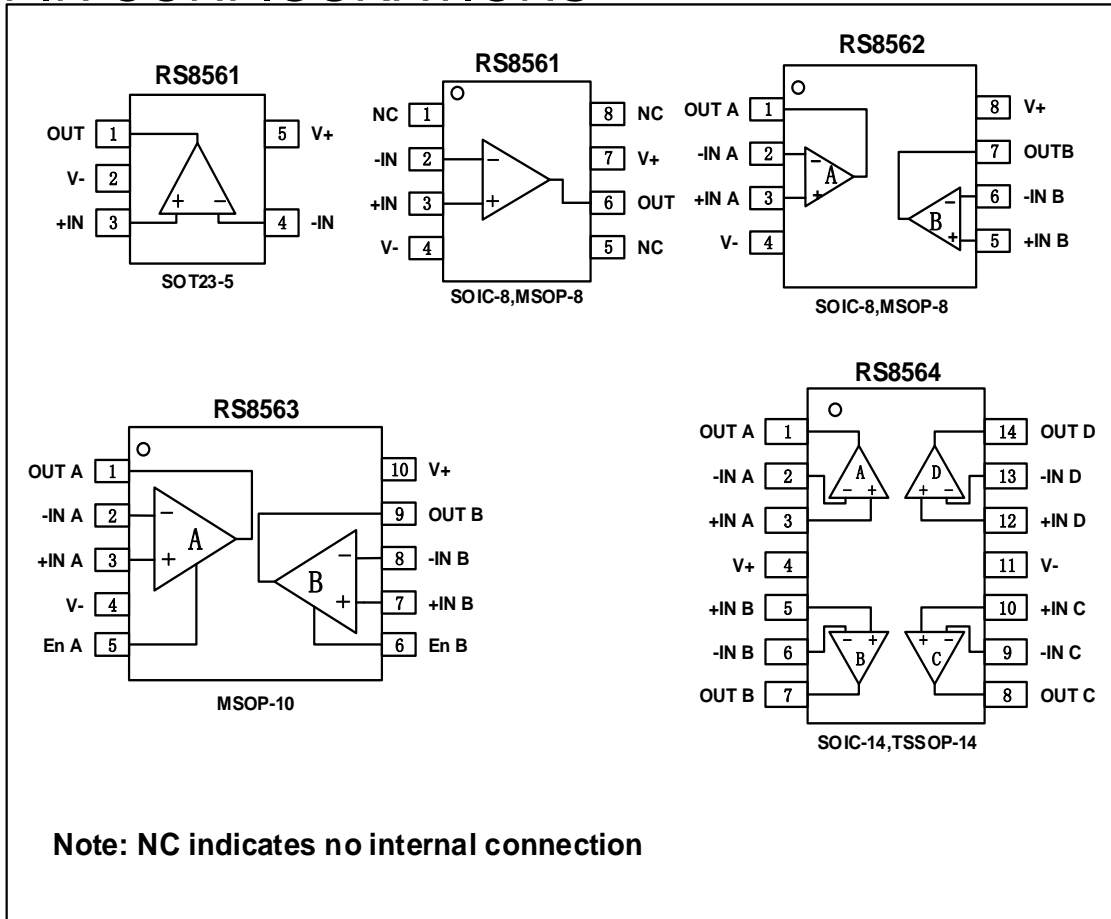 PIN CONFIGURATIONS
RS8561
OUT 1
5 V+
V- 2
+IN 3
4 -IN
+ -
SOT23-5
RS8561
NC 1
8 NC
-IN 2
7 V+
+IN 3
6 OUT
V- 4
5 NC
-
+
SOIC-8,MSOP-8
RS8562
OUT A 1
8 V+
-IN A 2
7 OUTB
+IN A 3
6 -IN B
V- 4
5 +IN B
- A +
- B +
SOIC-8,MSOP-8
RS8563
OUT A 1
10 V+
-IN A 2
9 OUT B
+IN A 3
8 -IN B
V- 4
7 +IN B
En A 5
6 En B
- A +
- B +
MSOP-10
RS8564
OUT A 1
14 OUT D
-IN A 2
13 -IN D
+IN A 3
12 +IN D
V+ 4
11 V-
+IN B 5
10 +IN C
-IN B 6
9 -IN C
OUT B 7
8 OUT C
A - +
D + -
- + B
+ - C
SOIC-14,TSSOP-14
Note: NC indicates no internal connection